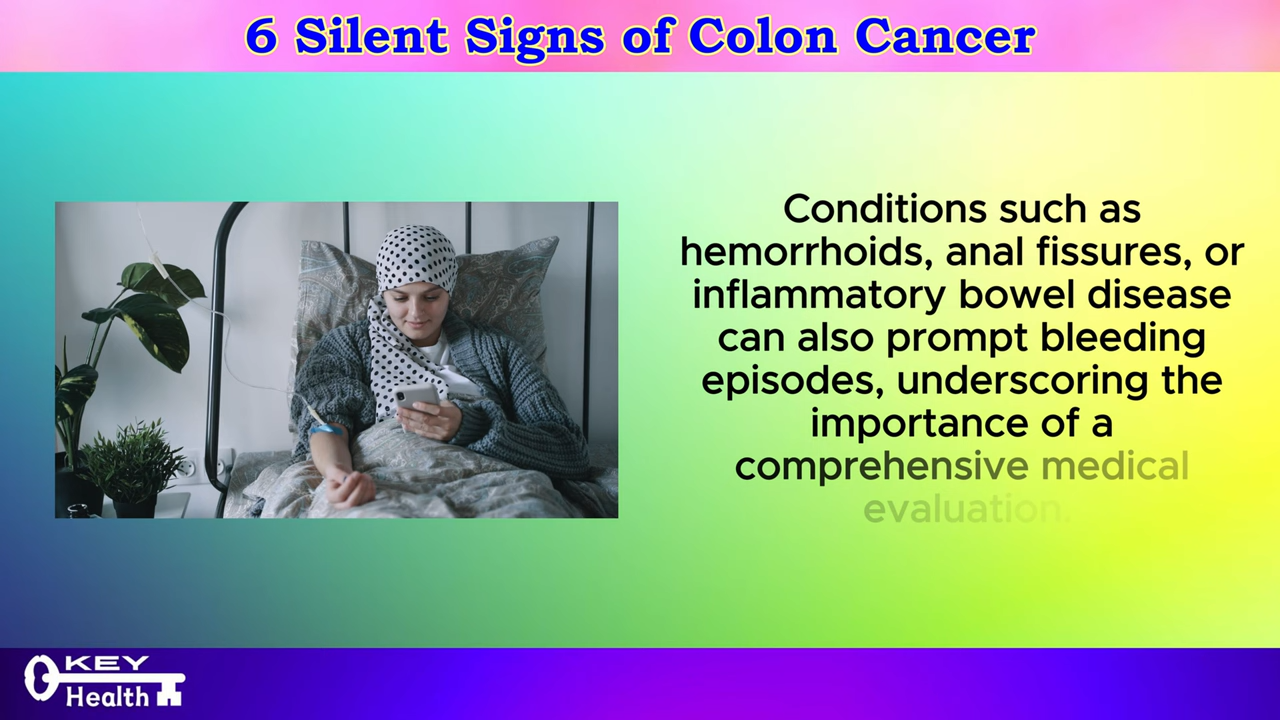 6 Silent Signs of Colon Cancer
Conditions such as
hemorrhoids, anal fissures, or
inflammatory bowel disease
can also prompt bleeding
episodes, underscoring the
importance of a
comprehensive medical
evaluation.
KEY
Health